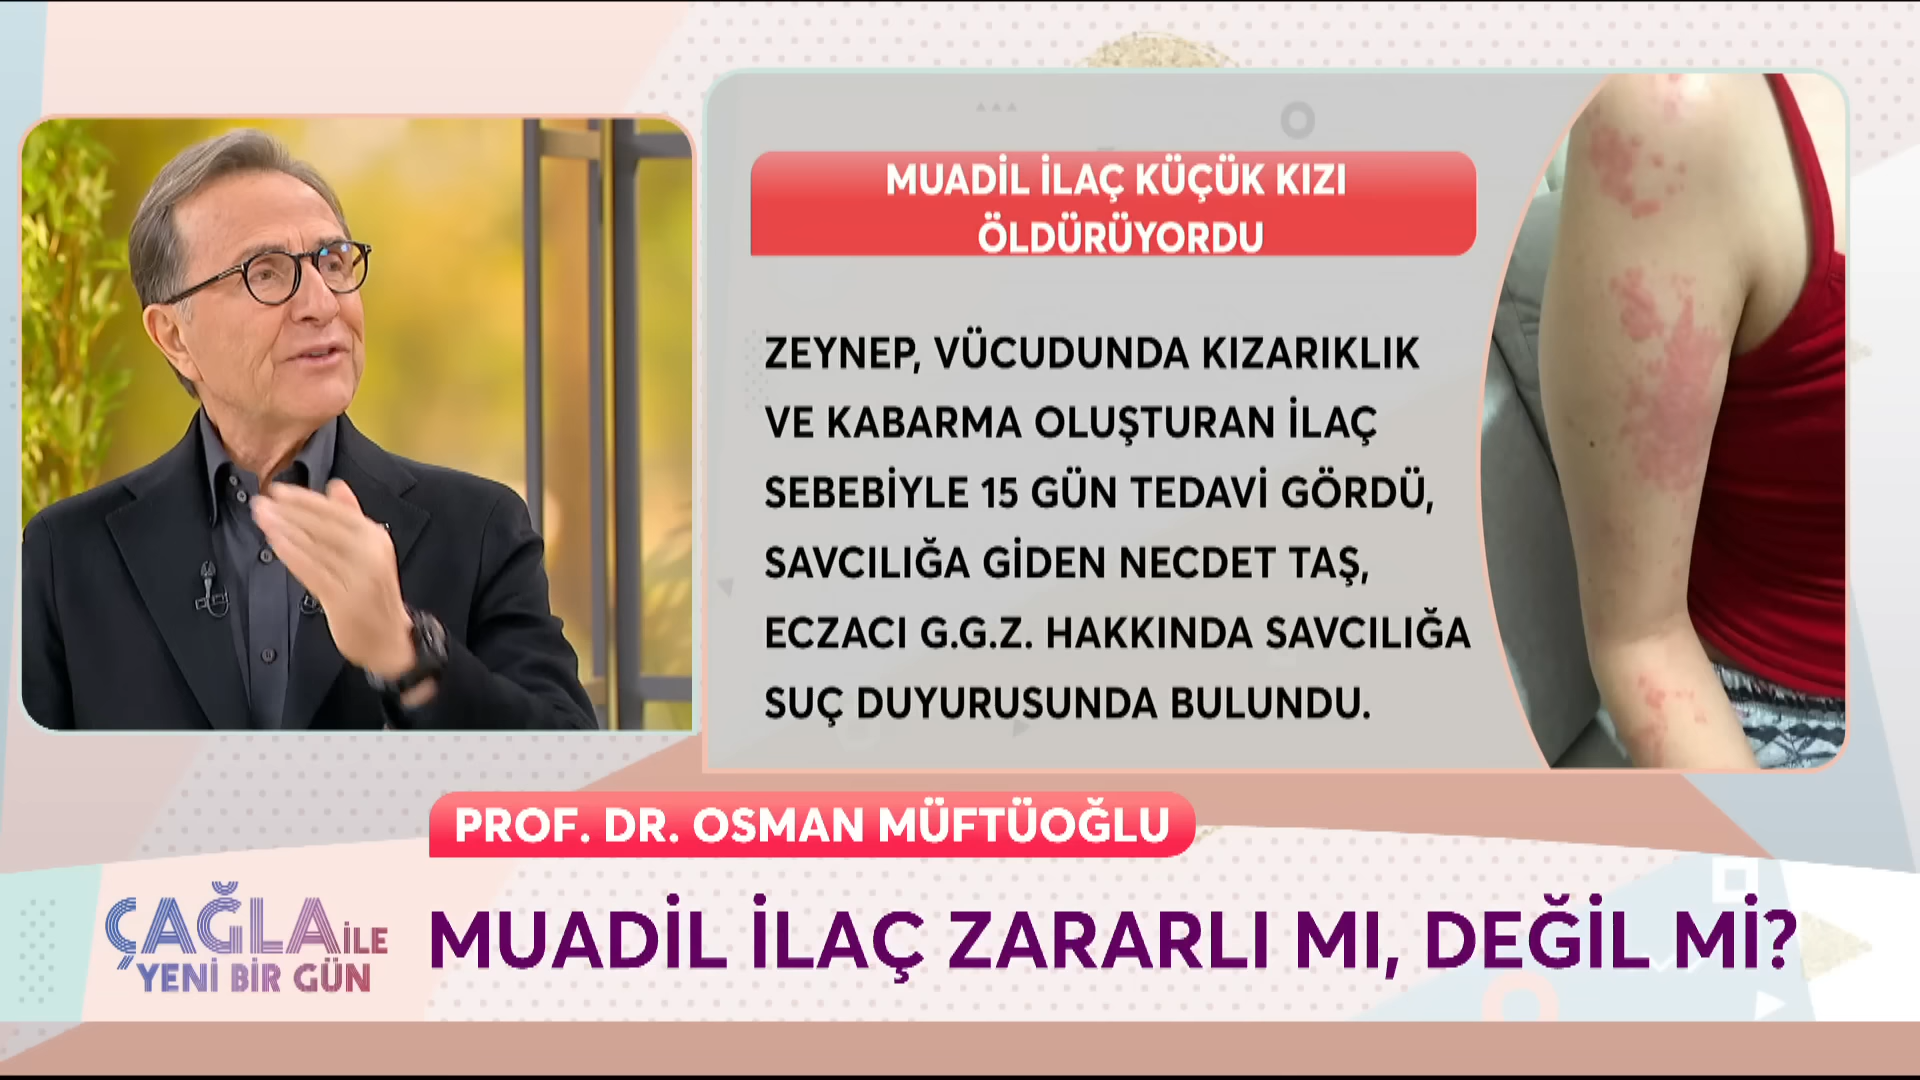 MUADİL İLAÇ KÜÇÜK KIZI
ÖLDÜRÜYORDU
ZEYNEP, VÜCUDUNDA KIZARIKLIK
VE KABARMA OLUŞTURAN İLAÇ
SEBEBİYLE 15 GÜN TEDAVİ GÖRDÜ,
SAVCILIĞA GİDEN NECDET TAŞ,
ECZACI G.G.Z. HAKKINDA SAVCILIĞA
SUÇ DUYURUSUNDA BULUNDU.
PROF. DR. OSMAN MÜFTÜOĞLU
ÇAĞLA İLE
YENİ BİR GÜN
MUADİL İLAÇ ZARARLI MI, DEĞİL Mİ?